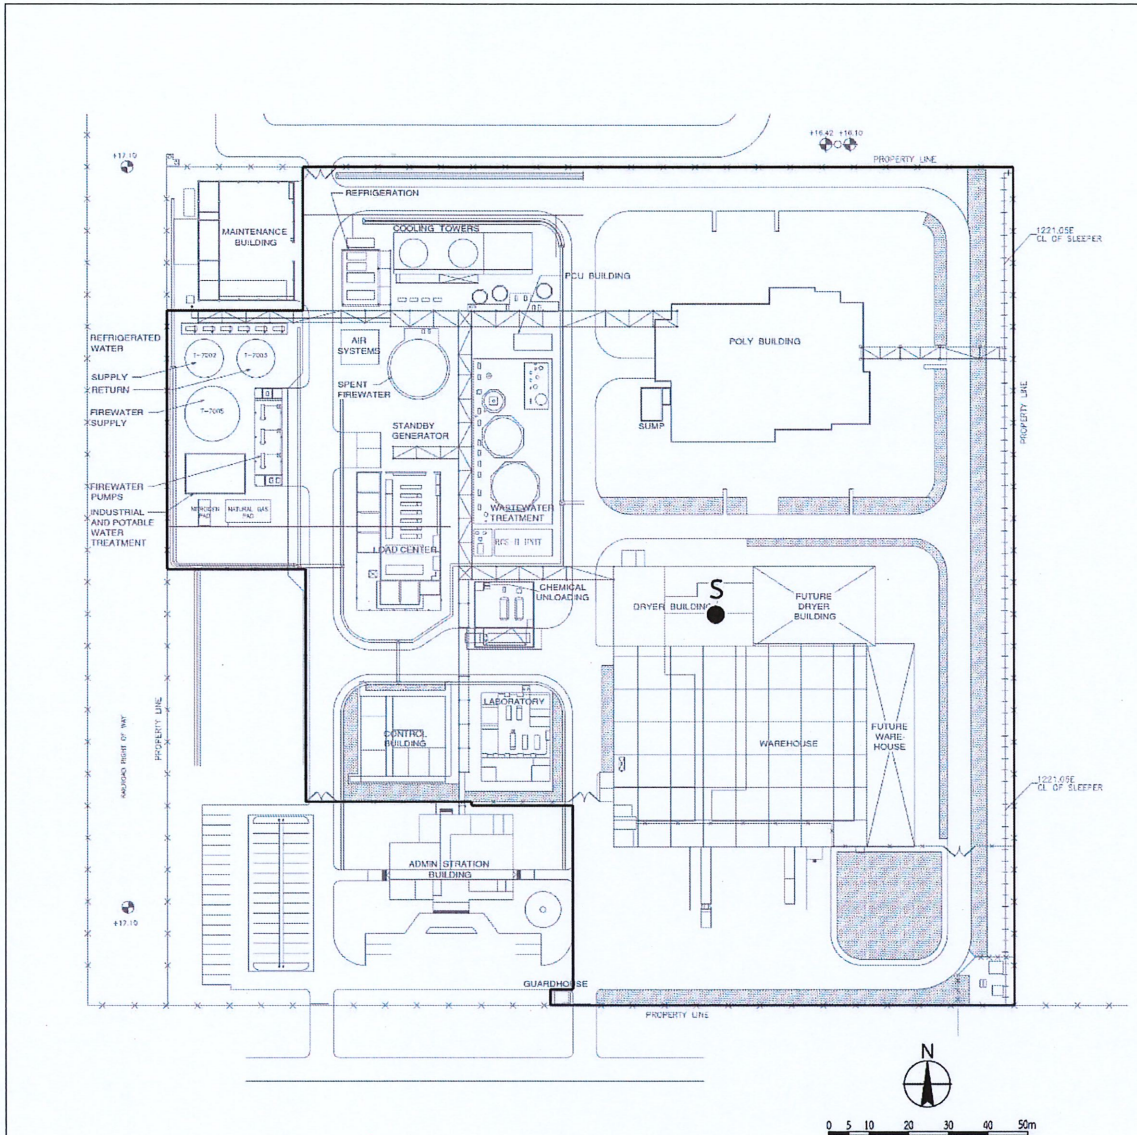 +17.10
+16.42 +16.10
PROPERTY LINE
REFRIGERATION
MAINTENANCE
BUILDING
COOLING TOWERS
1221.05E
CL OF SLEEPER
PCU BUILDING
REFRIGERATED
WATER
AIR
SYSTEMS
POLY BUILDING
T-7002
T-7003
SUPPLY
RETURN
SPENT
FIREWATER
PROPERTY LINE
FIREWATER
SUPPLY
STANDBY
GENERATOR
SUMP
FIREWATER
PUMPS
NITROGEN
PAD
NATURAL GAS
PAD
INDUSTRIAL
AND POTABLE
WATER
TREATMENT
WASTEWATER
TREATMENT
LOAD CENTER
CHEMICAL
UNLOADING
S
DRYER BUILDING
FUTURE
DRYER
BUILDING
RAILROAD RIGHT OF WAY
PROPERTY LINE
LABORATORY
CONTROL
BUILDING
WAREHOUSE
FUTURE
WARE-
HOUSE
1221.05E
CL OF SLEEPER
ADMIN STRATION
BUILDING
+17.10
GUARDHOUSE
PROPERTY LINE
N
0 5 10 20 30 40 50m